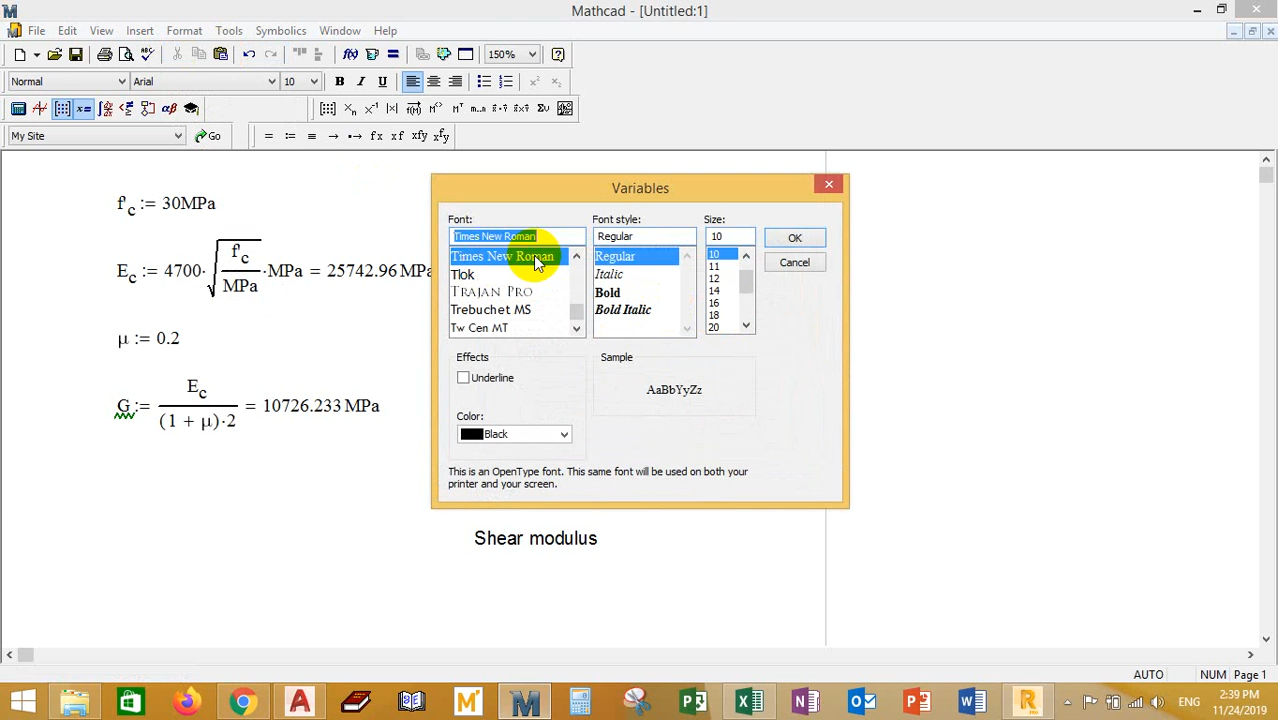 Mathcad - [Untitled:1]
File Edit View Insert Format Tools Symbolics Window Help
150%
Normal Arial 10 B I U
My Site Go
f'c := 30MPa
Ec := 4700·√(f'c/MPa)·MPa = 25742.96 MPa
μ := 0.2
G := Ec/((1 + μ)·2) = 10726.233 MPa
Variables
Font: Font style: Size:
Times New Roman Regular 10
Times New Roman Regular 10
Tlok Italic 11
Trajan Pro Bold 12
Trebuchet MS Bold Italic 14
Tw Cen MT 16
18
20
OK
Cancel
Effects
Underline
Color:
Black
Sample
AaBbYyZz
This is an OpenType font. This same font will be used on both your
printer and your screen.
Shear modulus
AUTO NUM Page 1
ENG
2:39 PM
11/24/2019